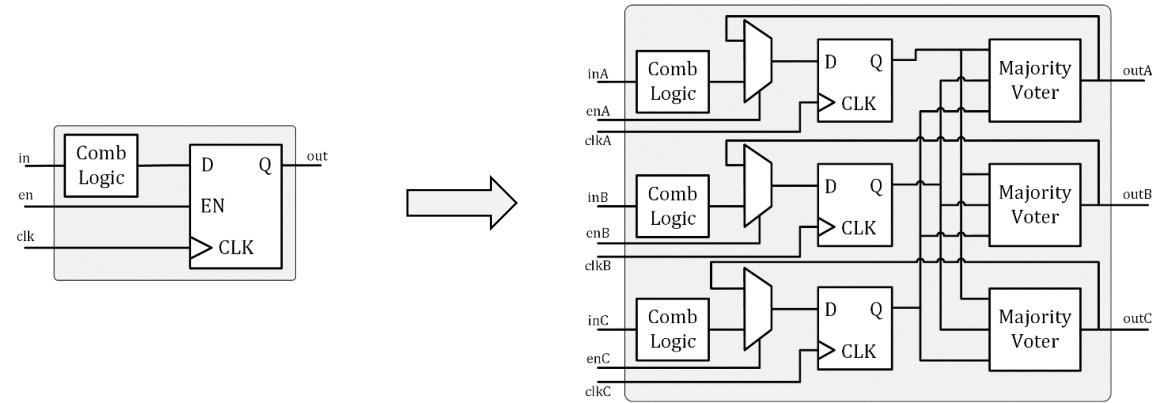 in
Comb
Logic
D
Q
out
en
EN
clk
CLK
inA
Comb
Logic
D
Q
Majority
Voter
outA
enA
CLK
clkA
inB
Comb
Logic
D
Q
Majority
Voter
outB
enB
CLK
clkB
inC
Comb
Logic
D
Q
Majority
Voter
outC
enC
CLK
clkC